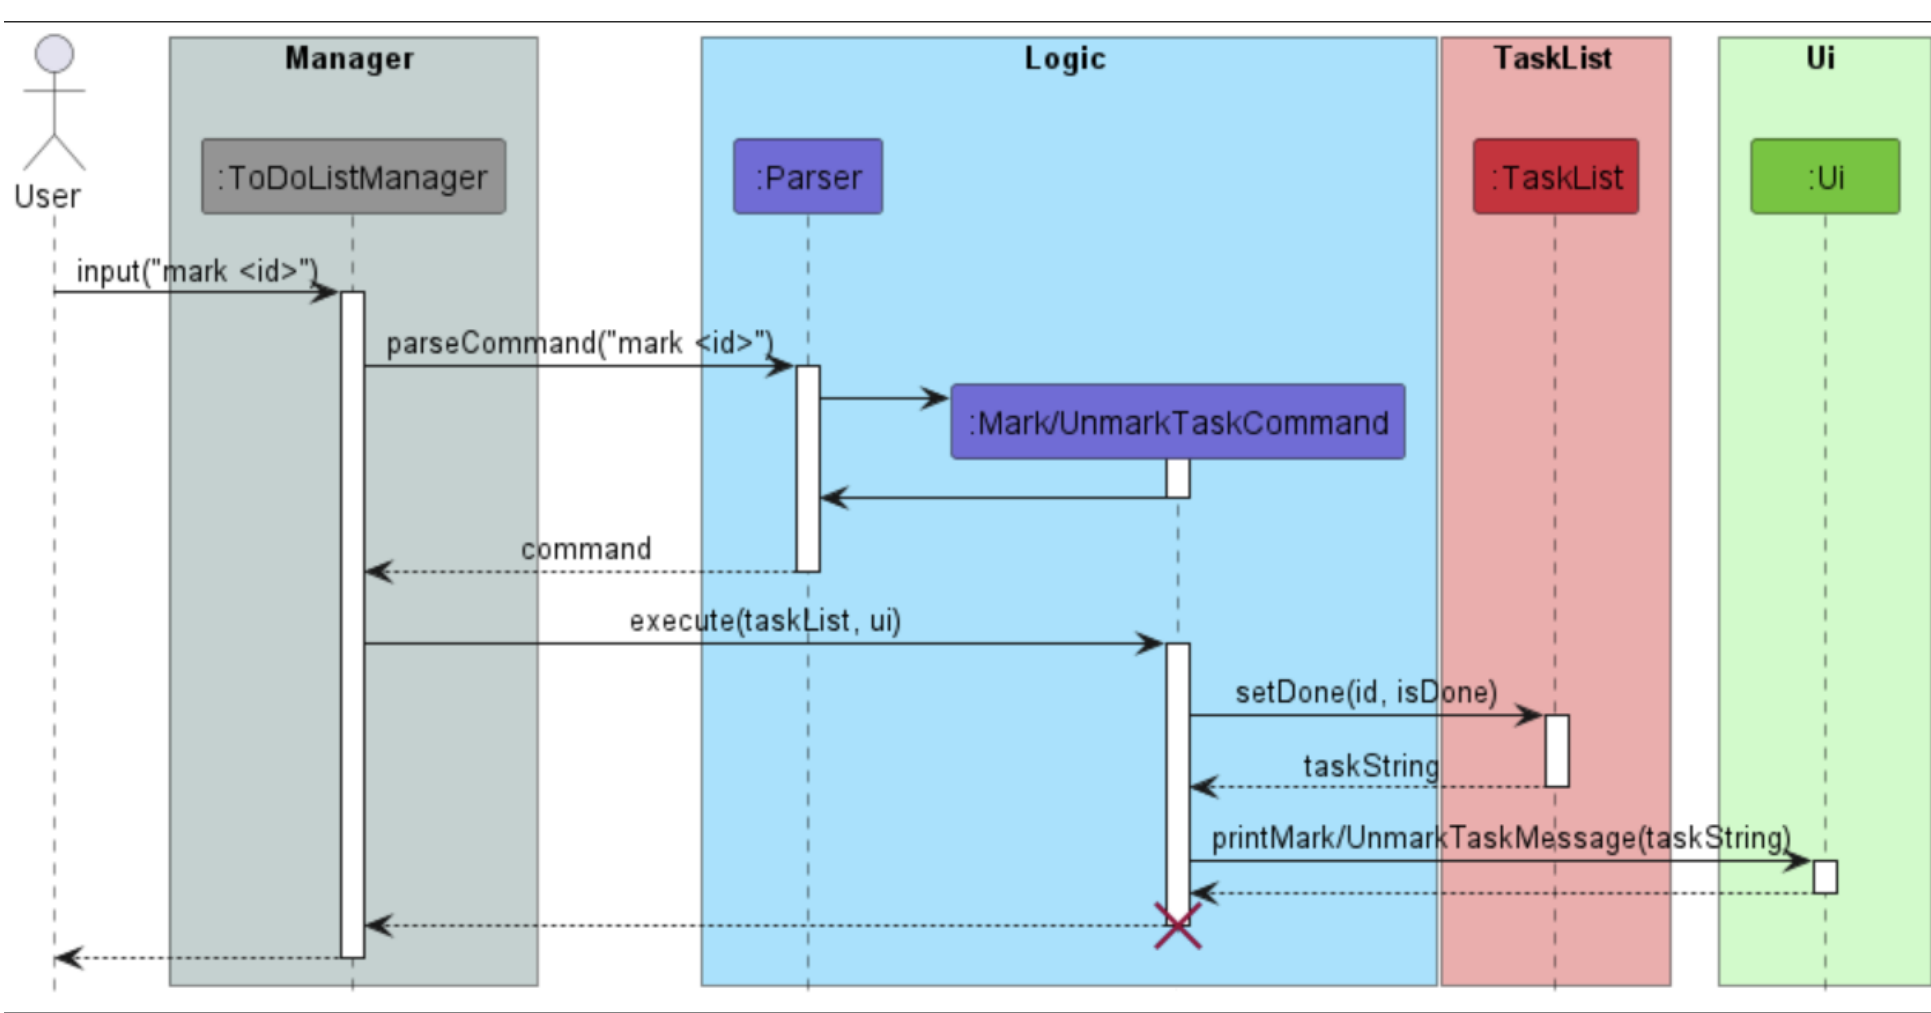 Manager
Logic
TaskList
Ui
:ToDoListManager
:Parser
:TaskList
:Ui
User
input("mark <id>")
parseCommand("mark <id>")
:Mark/UnmarkTaskCommand
command
execute(taskList, ui)
setDone(id, isDone)
taskString
printMark/UnmarkTaskMessage(taskString)